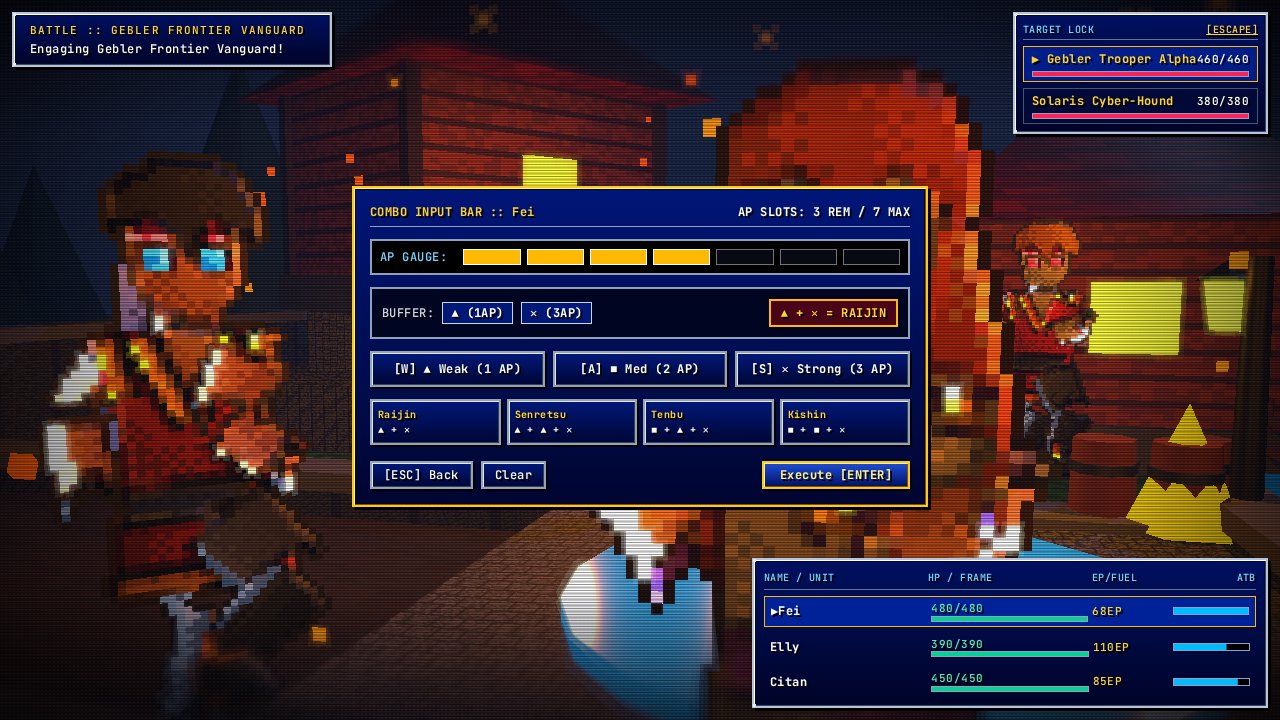 BATTLE :: GEBLER FRONTIER VANGUARD
Engaging Gebler Frontier Vanguard!
TARGET LOCK [ESCAPE]
▶ Gebler Trooper Alpha460/460
Solaris Cyber-Hound 380/380
COMBO INPUT BAR :: Fei AP SLOTS: 3 REM / 7 MAX
AP GAUGE:
BUFFER: ▲ (1AP) × (3AP) ▲ + × = RAIJIN
[W] ▲ Weak (1 AP) [A] ■ Med (2 AP) [S] × Strong (3 AP)
Raijin Senretsu Tenbu Kishin
▲ + × ▲ + ▲ + × ■ + ▲ + × ■ + ■ + ×
[ESC] Back Clear Execute [ENTER]
NAME / UNIT HP / FRAME EP/FUEL ATB
▶Fei 480/480 68EP
Elly 390/390 110EP
Citan 450/450 85EP